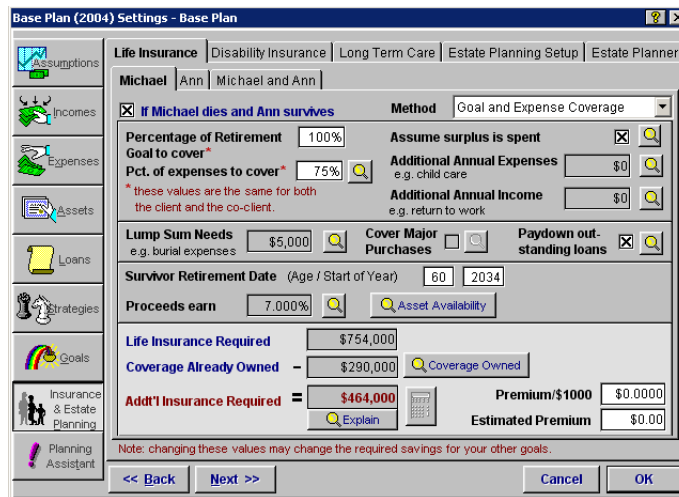 Base Plan (2004) Settings - Base Plan
Assumptions
Incomes
Expenses
Assets
Loans
Strategies
Goals
Insurance
& Estate
Planning
Planning
Assistant
Life Insurance Disability Insurance Long Term Care Estate Planning Setup Estate Planner
Michael Ann Michael and Ann
If Michael dies and Ann survives Method Goal and Expense Coverage
Percentage of Retirement 100% Assume surplus is spent
Goal to cover*
Pct. of expenses to cover* 75% Additional Annual Expenses $0
e.g. child care
* these values are the same for both
the client and the co-client.
Additional Annual Income $0
e.g. return to work
Lump Sum Needs $5,000 Cover Major Paydown out-
e.g. burial expenses Purchases standing loans
Survivor Retirement Date (Age / Start of Year) 60 2034
Proceeds earn 7.000% Asset Availability
Life Insurance Required $754,000
Coverage Already Owned - $290,000 Coverage Owned
Addt'l Insurance Required = $464,000 Premium/$1000 $0.0000
Explain Estimated Premium $0.00
Note: changing these values may change the required savings for your other goals.
<< Back Next >> Cancel OK